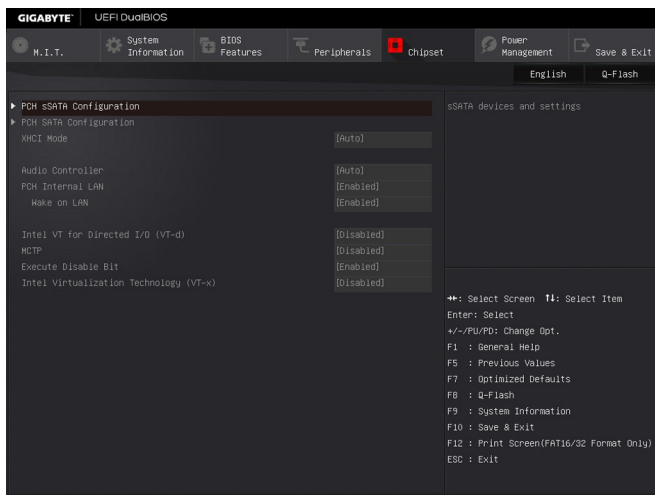 GIGABYTE™ UEFI DualBIOS
M.I.T.
System Information
BIOS Features
Peripherals
Chipset
Power Management
Save & Exit
English Q-Flash
PCH sSATA Configuration
PCH SATA Configuration
XHCI Mode [Auto]
Audio Controller [Auto]
PCH Internal LAN [Enabled]
Wake on LAN [Enabled]
Intel VT for Directed I/O (VT-d) [Disabled]
MCTP [Disabled]
Execute Disable Bit [Enabled]
Intel Virtualization Technology (VT-x) [Disabled]
sSATA devices and settings
→←: Select Screen ↑↓: Select Item
Enter: Select
+/-/PU/PD: Change Opt.
F1 : General Help
F5 : Previous Values
F7 : Optimized Defaults
F8 : Q-Flash
F9 : System Information
F10 : Save & Exit
F12 : Print Screen(FAT16/32 Format Only)
ESC : Exit